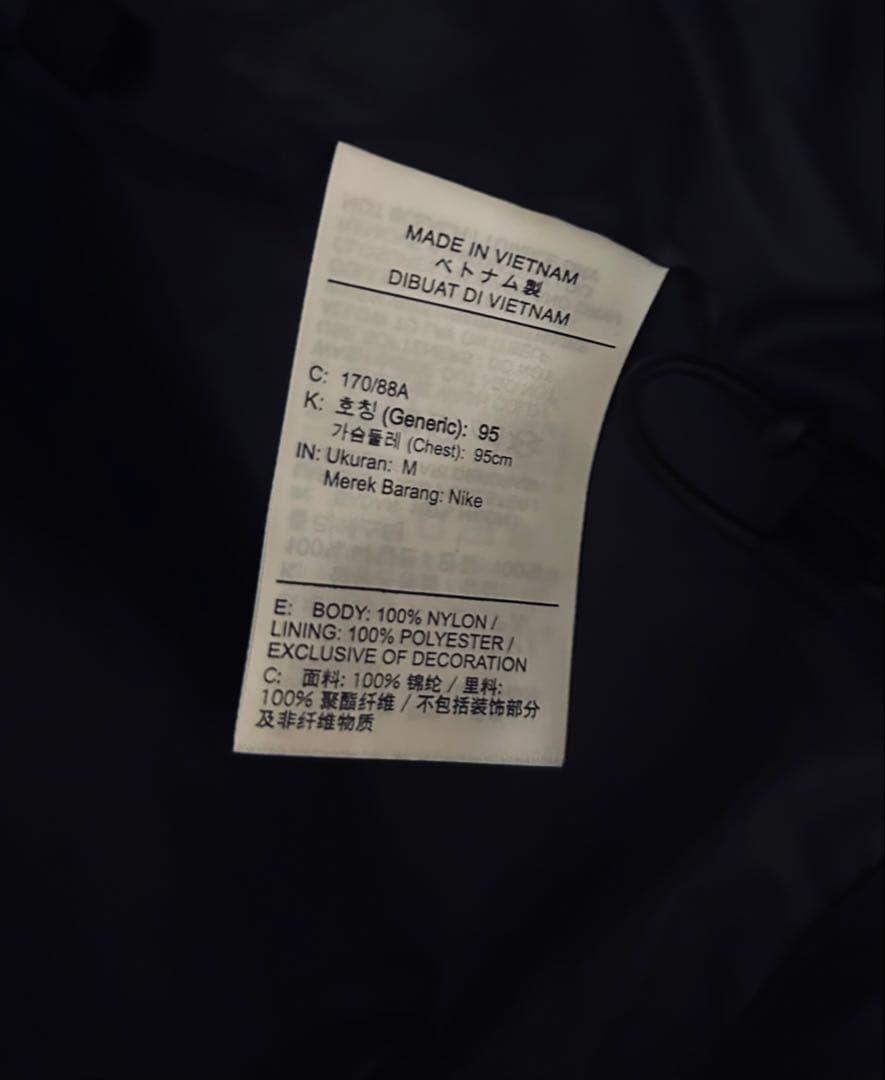 MADE IN VIETNAM
ベトナム製
DIBUAT DI VIETNAM
C: 170/88A
K: 호칭 (Generic): 95
가슴둘레 (Chest): 95cm
IN: Ukuran: M
Merek Barang: Nike
E: BODY: 100% NYLON /
LINING: 100% POLYESTER /
EXCLUSIVE OF DECORATION
C: 面料: 100% 锦纶 / 里料:
100% 聚酯纤维 / 不包括装饰部分
及非纤维物质